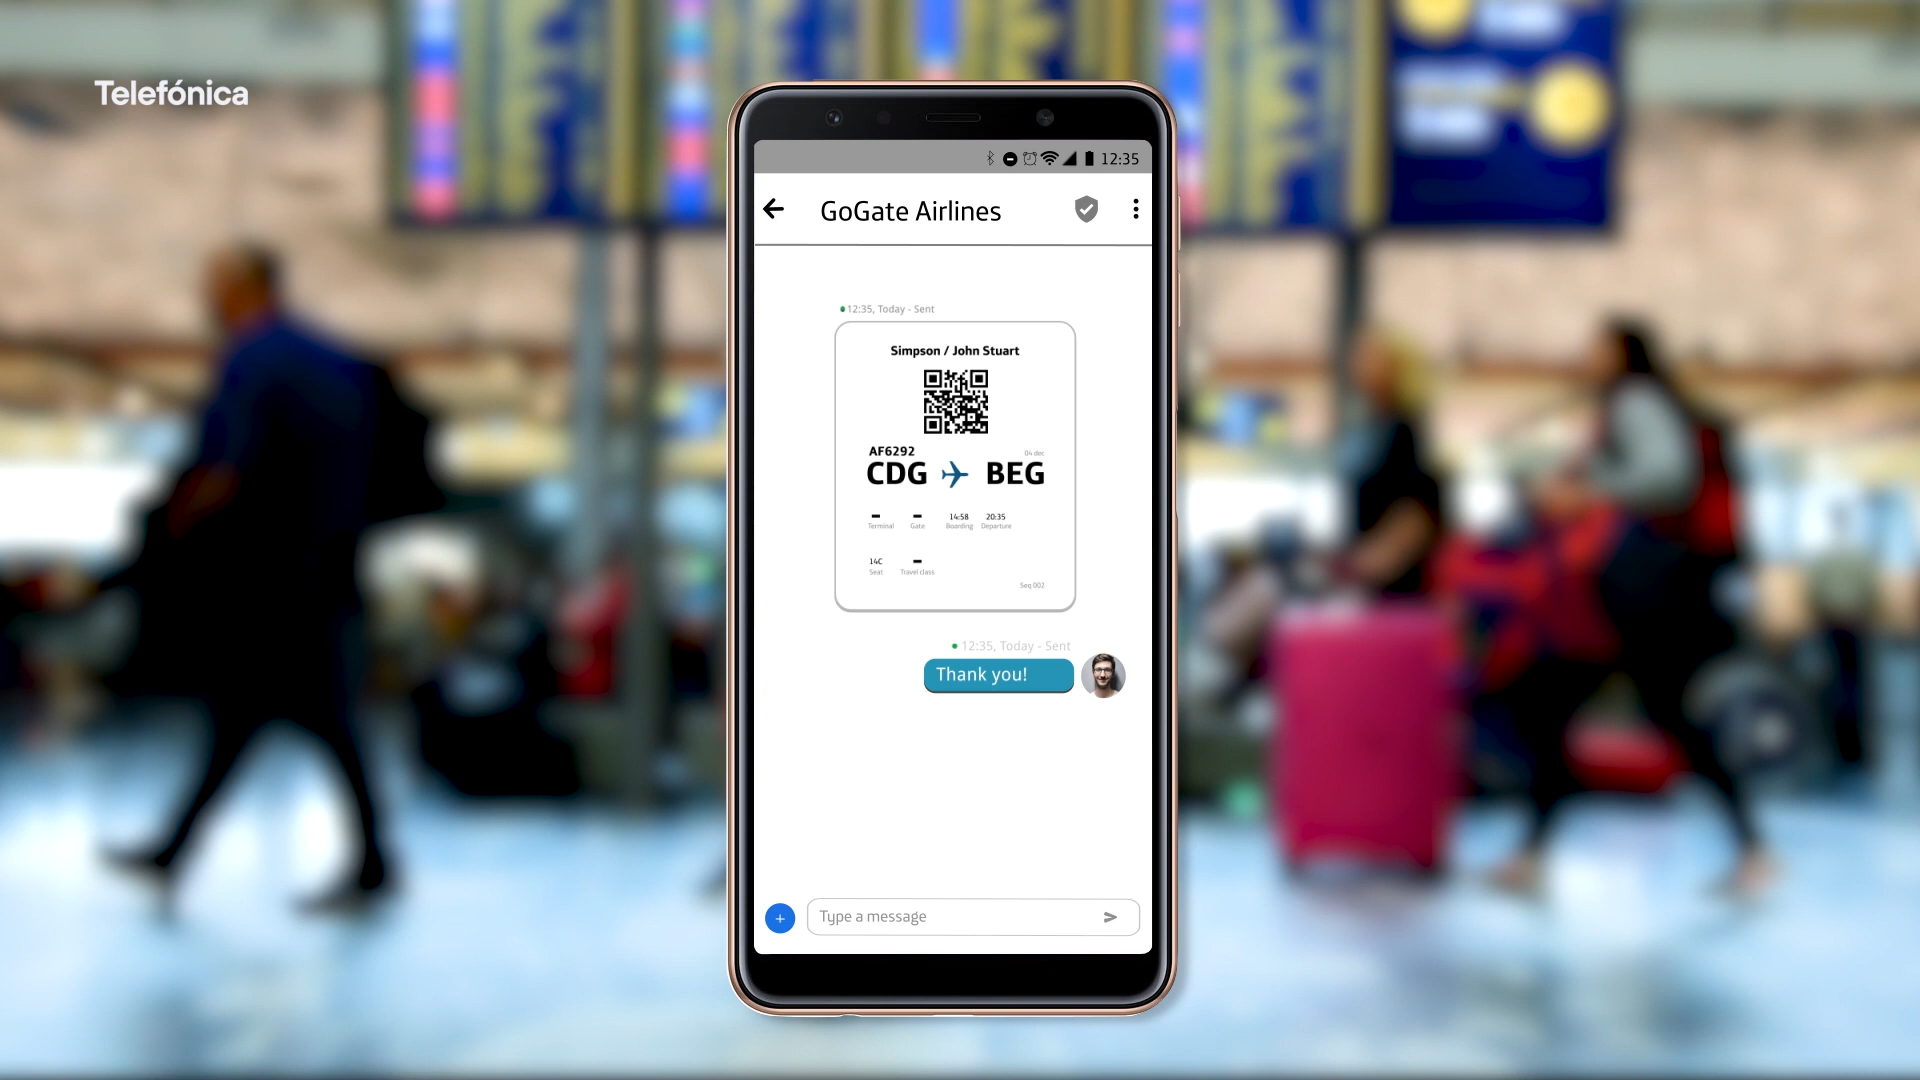 Telefónica
12:35
GoGate Airlines
12:35, Today - Sent
Simpson / John Stuart
AF6292
04 dec
CDG BEG
- - 14:58 20:35
Terminal Gate Boarding Departure
14C -
Seat Travel class
Seq 002
12:35, Today - Sent
Thank you!
+
Type a message